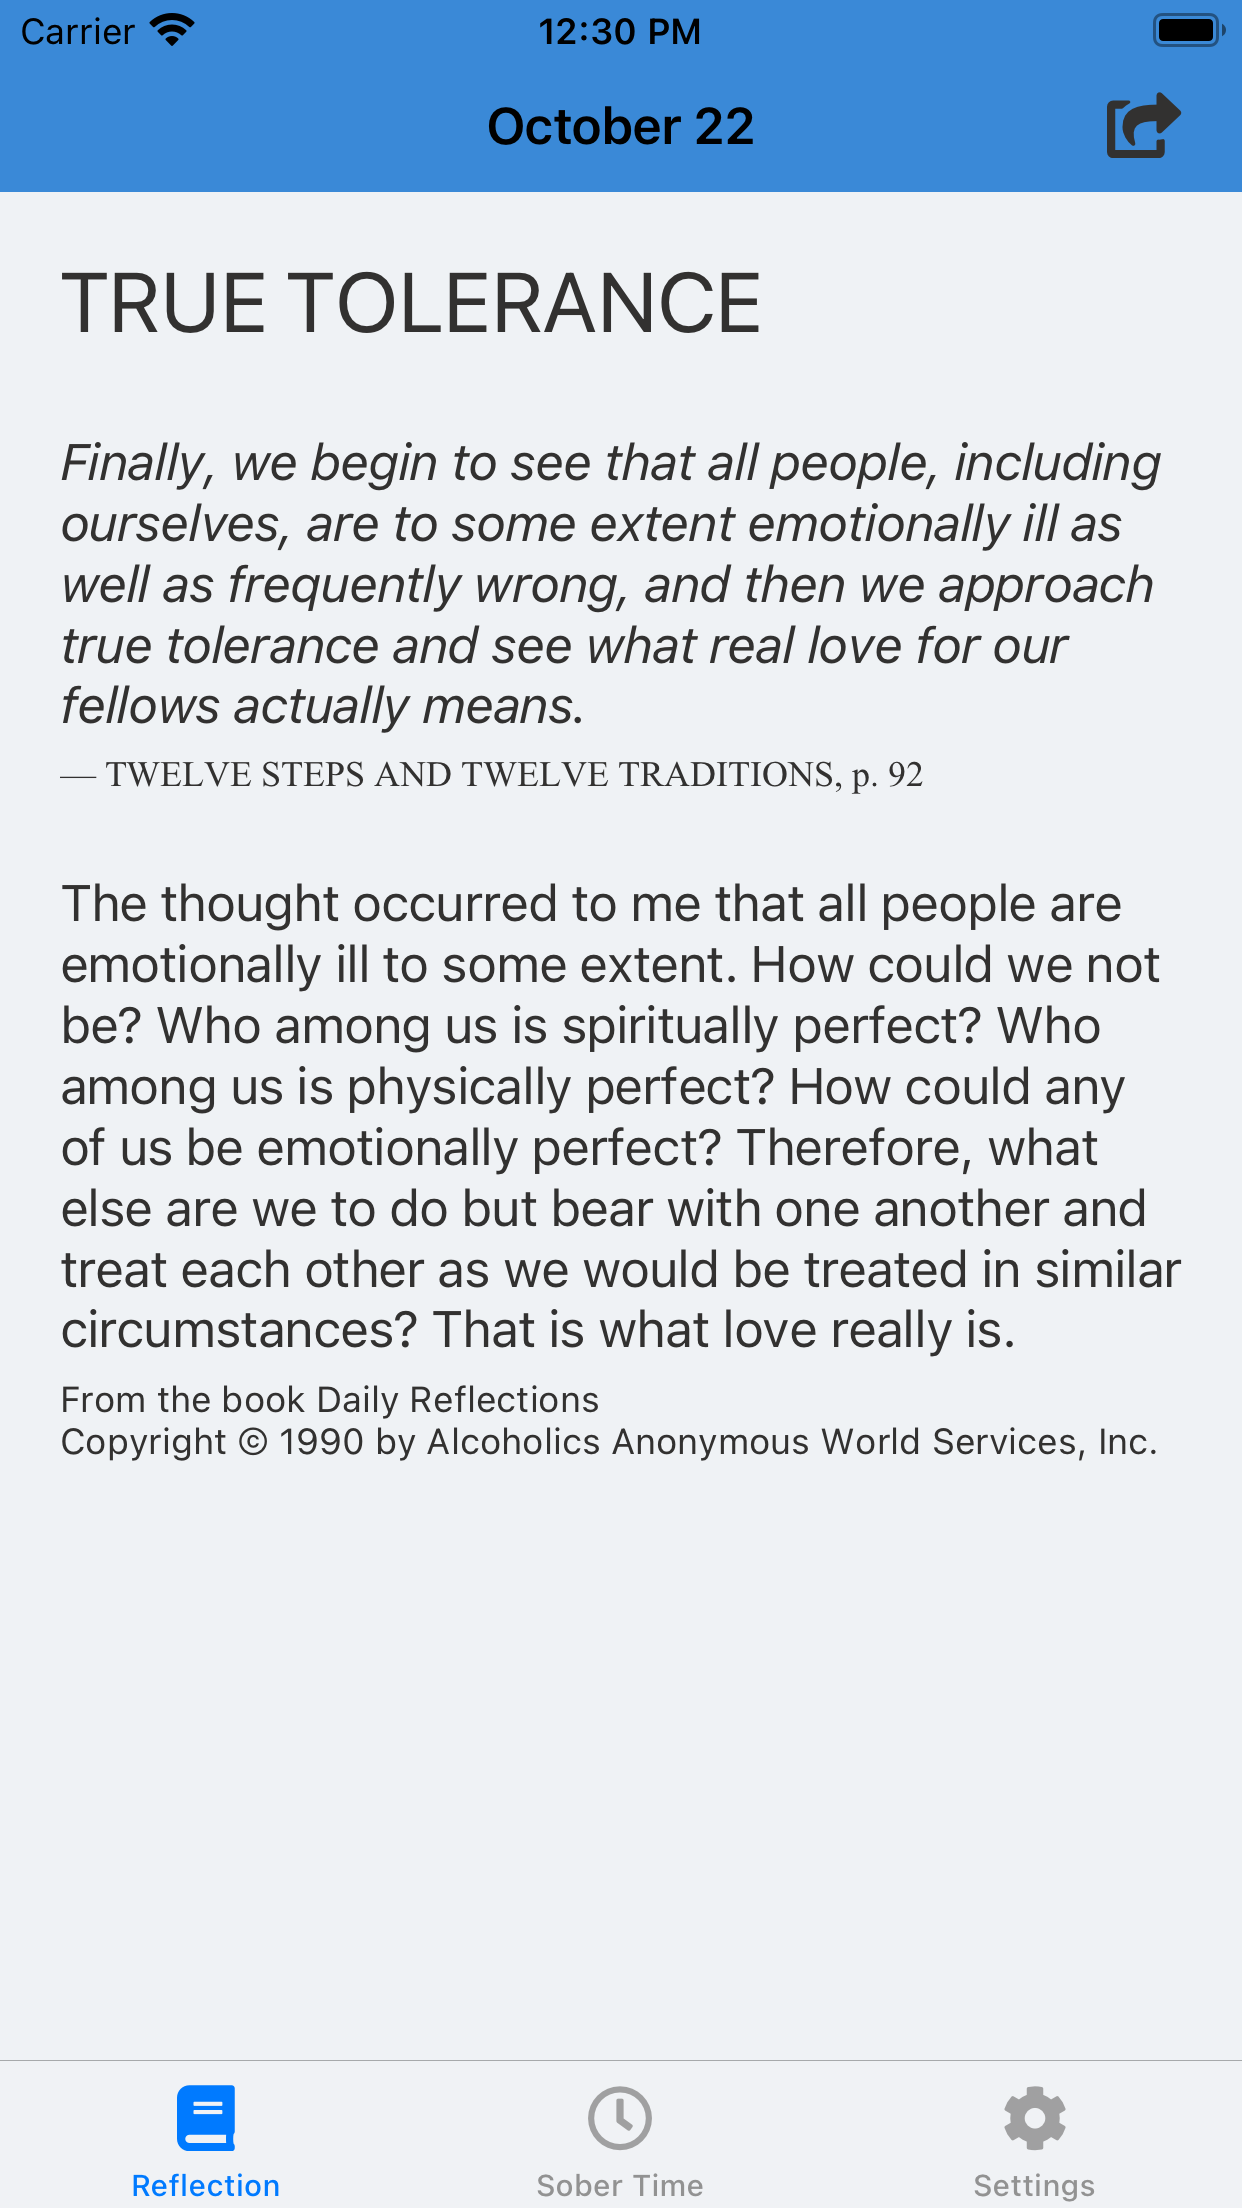 Carrier
12:30 PM
October 22
TRUE TOLERANCE
Finally, we begin to see that all people, including
ourselves, are to some extent emotionally ill as
well as frequently wrong, and then we approach
true tolerance and see what real love for our
fellows actually means.
— TWELVE STEPS AND TWELVE TRADITIONS, p. 92
The thought occurred to me that all people are
emotionally ill to some extent. How could we not
be? Who among us is spiritually perfect? Who
among us is physically perfect? How could any
of us be emotionally perfect? Therefore, what
else are we to do but bear with one another and
treat each other as we would be treated in similar
circumstances? That is what love really is.
From the book Daily Reflections
Copyright © 1990 by Alcoholics Anonymous World Services, Inc.
Reflection
Sober Time
Settings